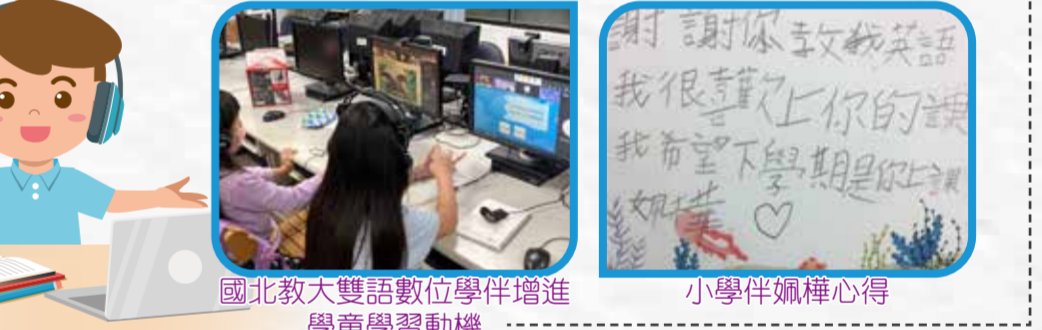 謝謝你教我英語
我很喜歡上你的課
我希望下學期是你上課
姵樺
國北教大雙語數位學伴增進
學童學習動機
小學伴姵樺心得